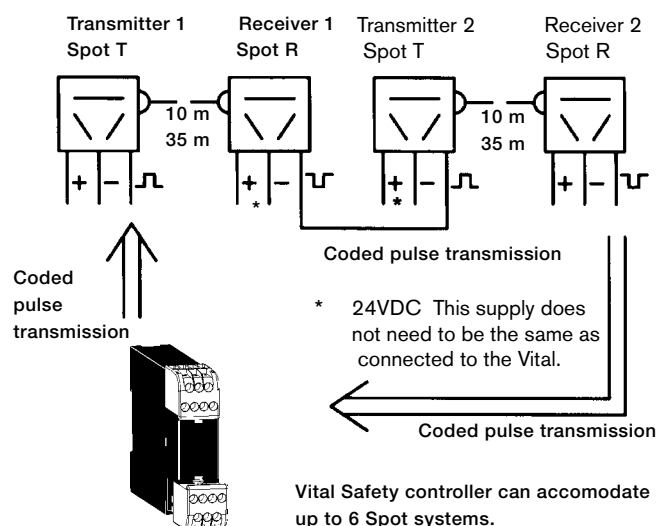 Transmitter 1
Spot T
Receiver 1
Spot R
Transmitter 2
Spot T
Receiver 2
Spot R
10 m
35 m
10 m
35 m
+ −
+ −
*
+ −
*
+ −
Coded pulse transmission
Coded
pulse
transmission
* 24VDC This supply does
not need to be the same as
connected to the Vital.
Coded pulse transmission
Vital Safety controller can accomodate
up to 6 Spot systems.